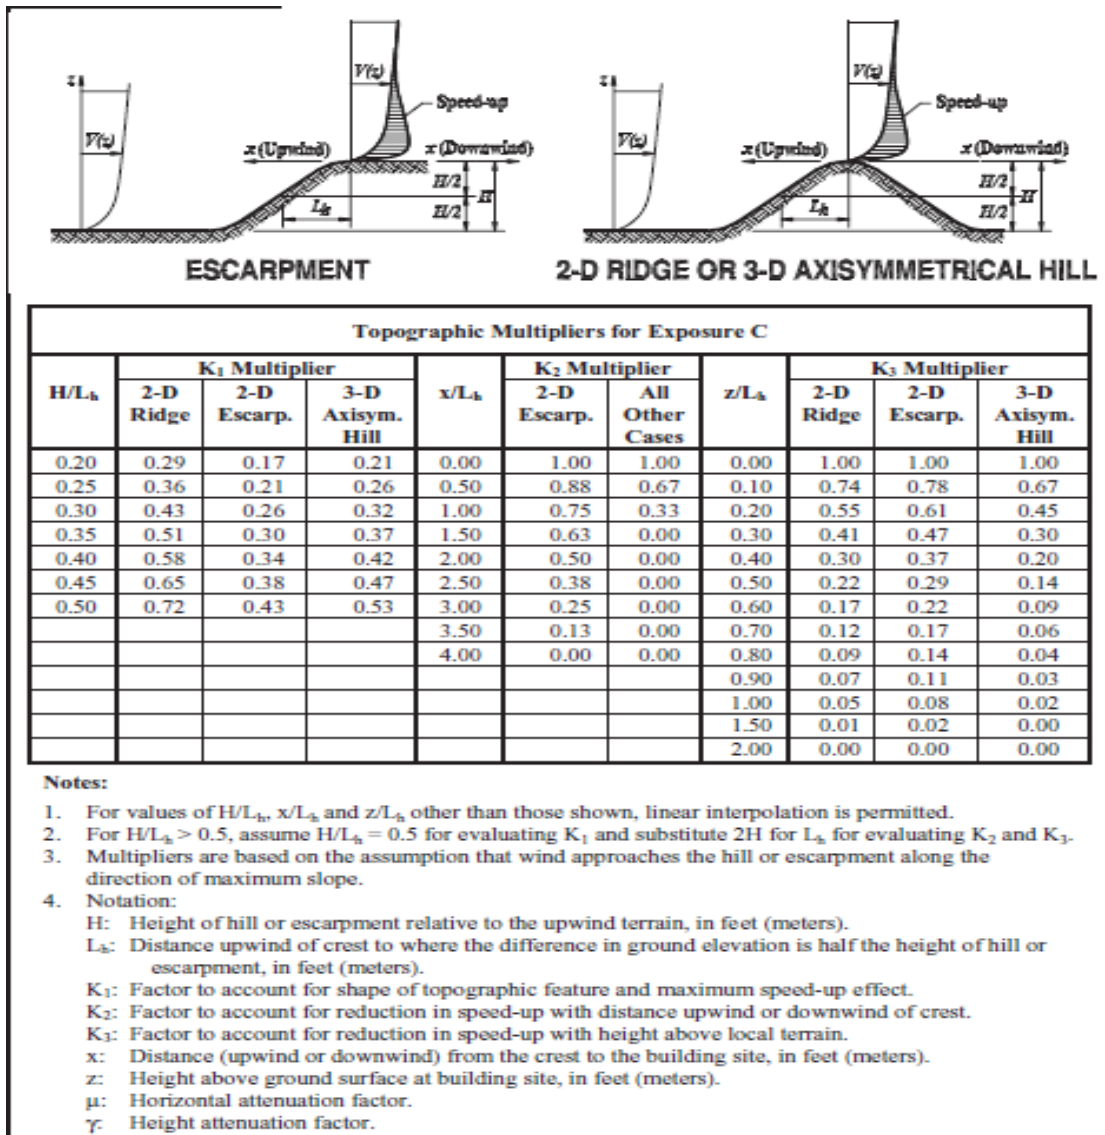 z
V(z)
V(z)
Speed-up
x (Upwind)
x (Downwind)
H/2
H
Lh
H/2
ESCARPMENT
z
V(z)
V(z)
Speed-up
x (Upwind)
x (Downwind)
H/2
H
Lh
H/2
2-D RIDGE OR 3-D AXISYMMETRICAL HILL
Topographic Multipliers for Exposure C
K1 Multiplier K2 Multiplier K3 Multiplier
H/Lh 2-D Ridge 2-D Escarp. 3-D Axisym. Hill x/Lh 2-D Escarp. All Other Cases z/Lh 2-D Ridge 2-D Escarp. 3-D Axisym. Hill
0.20 0.29 0.17 0.21 0.00 1.00 1.00 0.00 1.00 1.00 1.00
0.25 0.36 0.21 0.26 0.50 0.88 0.67 0.10 0.74 0.78 0.67
0.30 0.43 0.26 0.32 1.00 0.75 0.33 0.20 0.55 0.61 0.45
0.35 0.51 0.30 0.37 1.50 0.63 0.00 0.30 0.41 0.47 0.30
0.40 0.58 0.34 0.42 2.00 0.50 0.00 0.40 0.30 0.37 0.20
0.45 0.65 0.38 0.47 2.50 0.38 0.00 0.50 0.22 0.29 0.14
0.50 0.72 0.43 0.53 3.00 0.25 0.00 0.60 0.17 0.22 0.09
3.50 0.13 0.00 0.70 0.12 0.17 0.06
4.00 0.00 0.00 0.80 0.09 0.14 0.04
0.90 0.07 0.11 0.03
1.00 0.05 0.08 0.02
1.50 0.01 0.02 0.00
2.00 0.00 0.00 0.00
Notes:
1. For values of H/Lh, x/Lh and z/Lh other than those shown, linear interpolation is permitted.
2. For H/Lh > 0.5, assume H/Lh = 0.5 for evaluating K1 and substitute 2H for Lh for evaluating K2 and K3.
3. Multipliers are based on the assumption that wind approaches the hill or escarpment along the
direction of maximum slope.
4. Notation:
H: Height of hill or escarpment relative to the upwind terrain, in feet (meters).
Lh: Distance upwind of crest to where the difference in ground elevation is half the height of hill or
escarpment, in feet (meters).
K1: Factor to account for shape of topographic feature and maximum speed-up effect.
K2: Factor to account for reduction in speed-up with distance upwind or downwind of crest.
K3: Factor to account for reduction in speed-up with height above local terrain.
x: Distance (upwind or downwind) from the crest to the building site, in feet (meters).
z: Height above ground surface at building site, in feet (meters).
μ: Horizontal attenuation factor.
γ: Height attenuation factor.